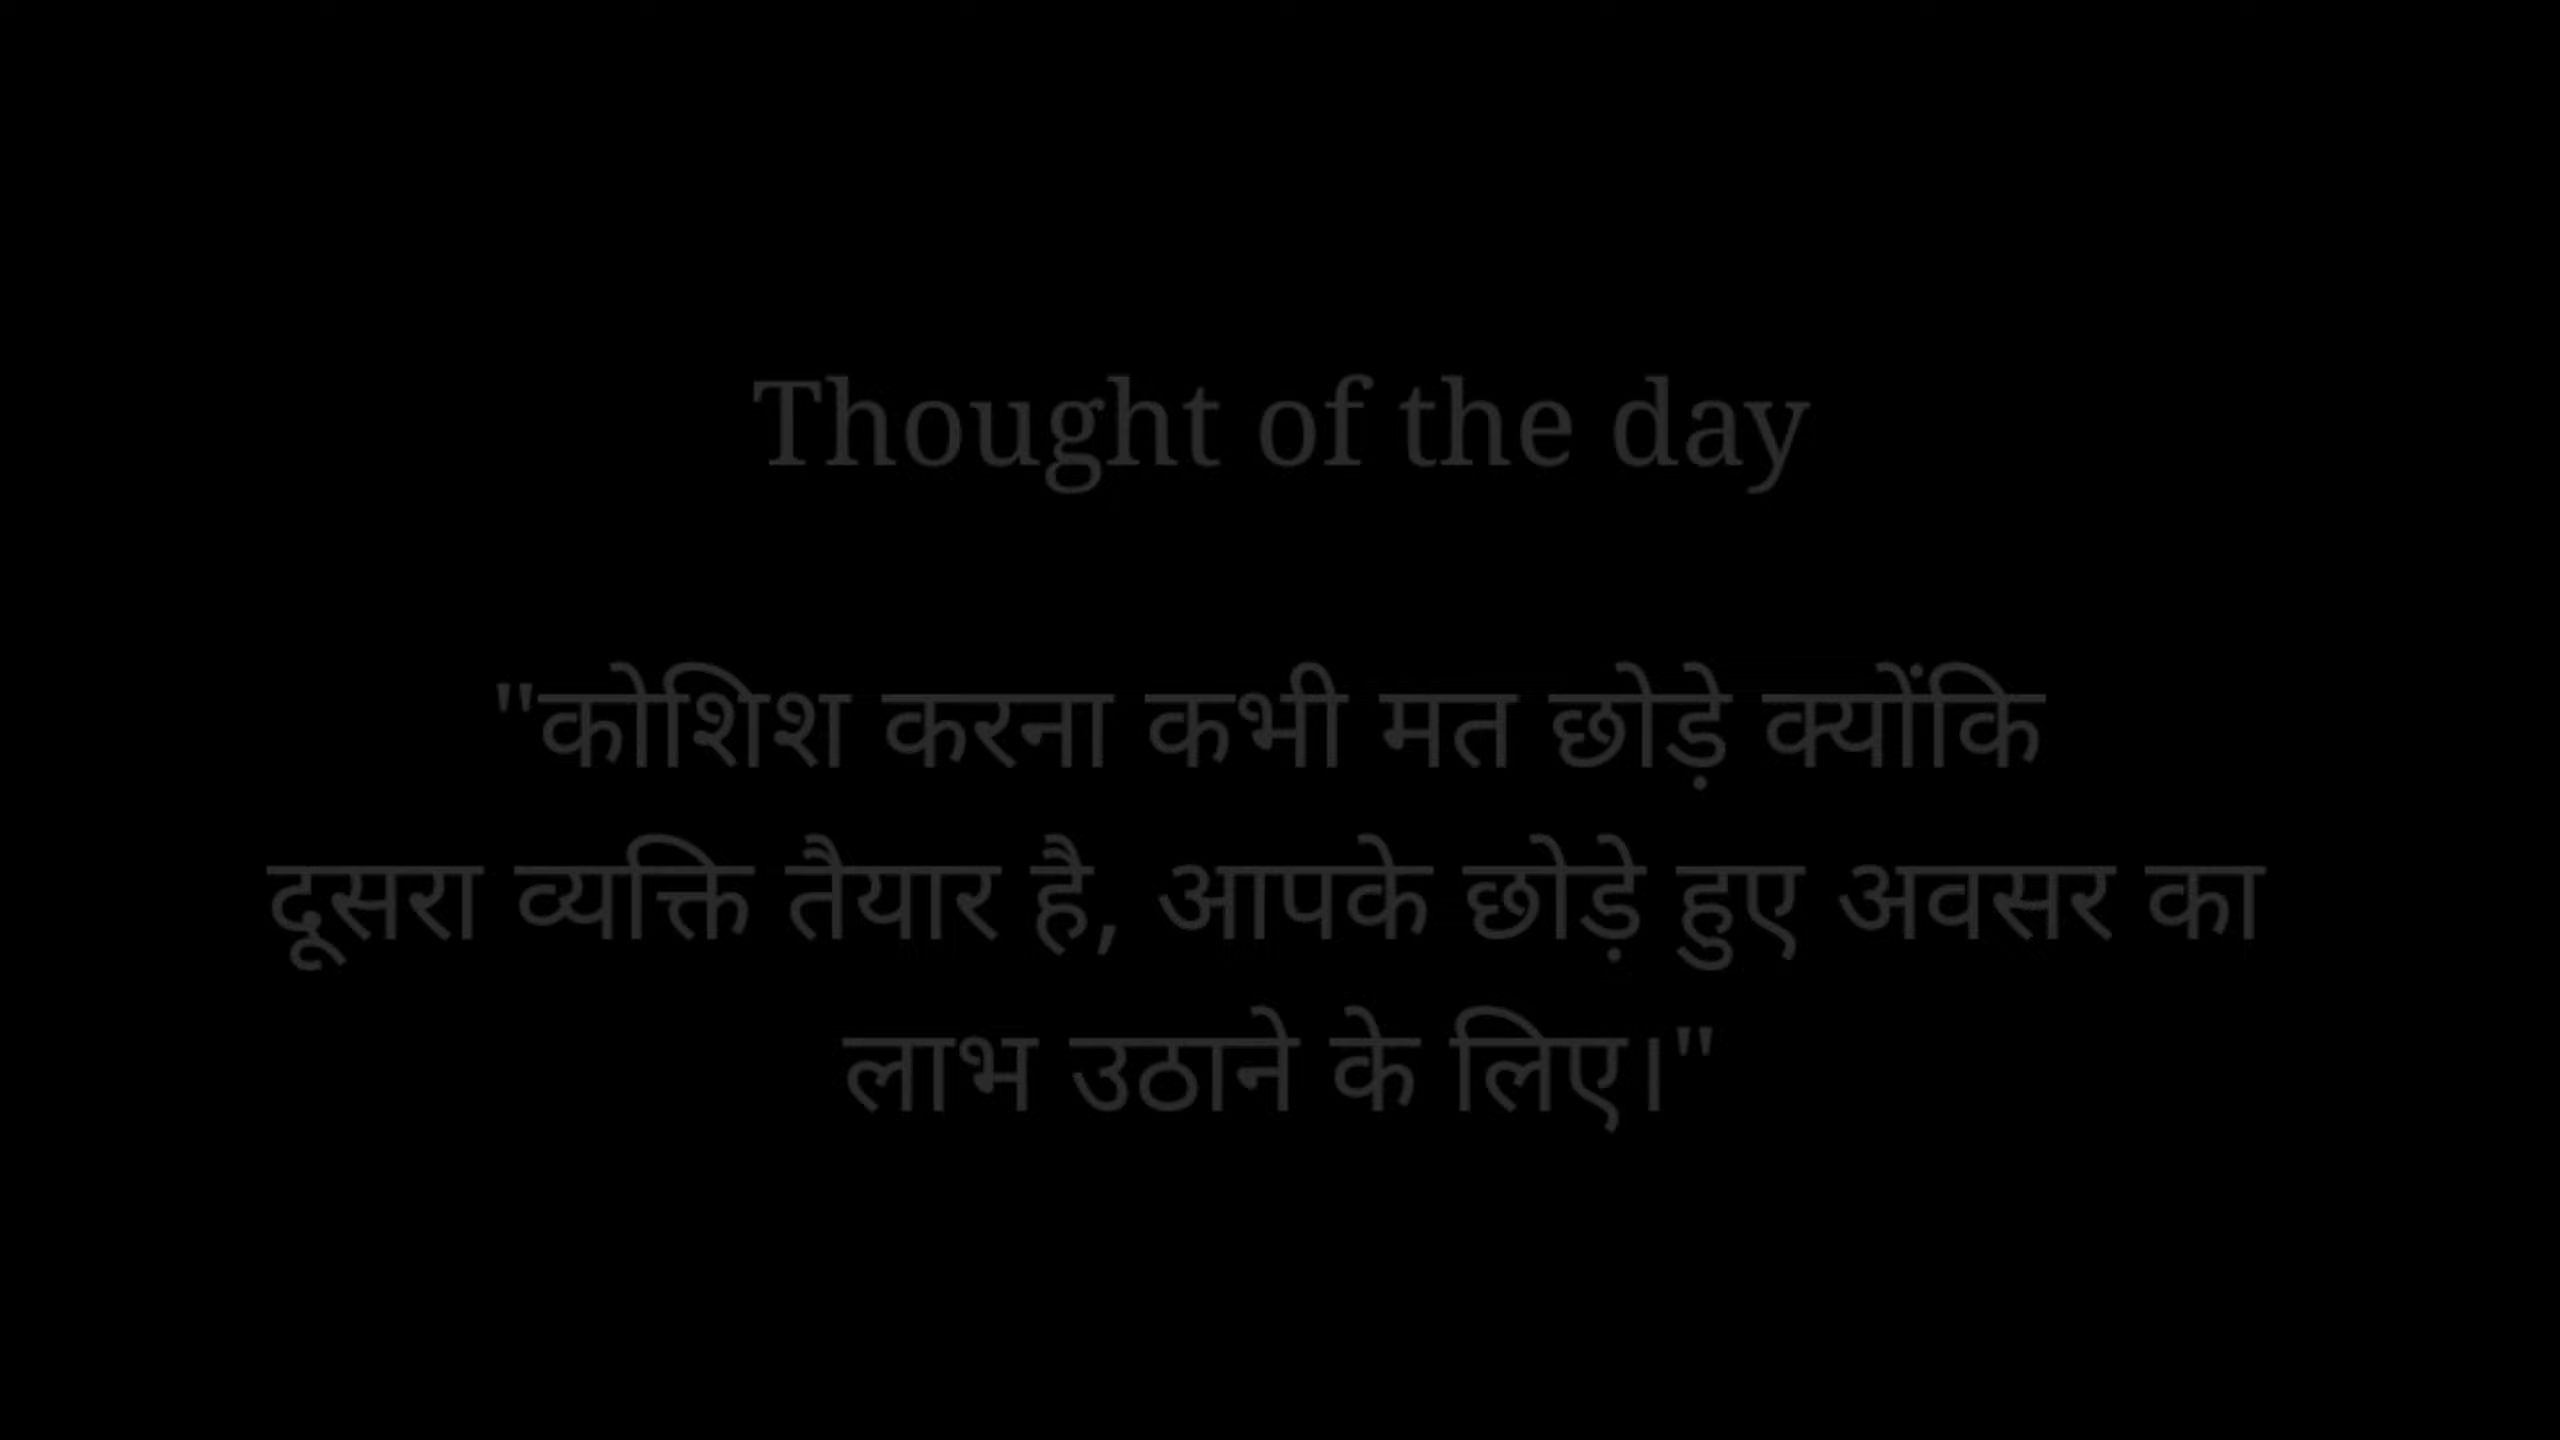 Thought of the day
"कोशिश करना कभी मत छोड़े क्योंकि
दूसरा व्यक्ति तैयार है, आपके छोड़े हुए अवसर का
लाभ उठाने के लिए।"